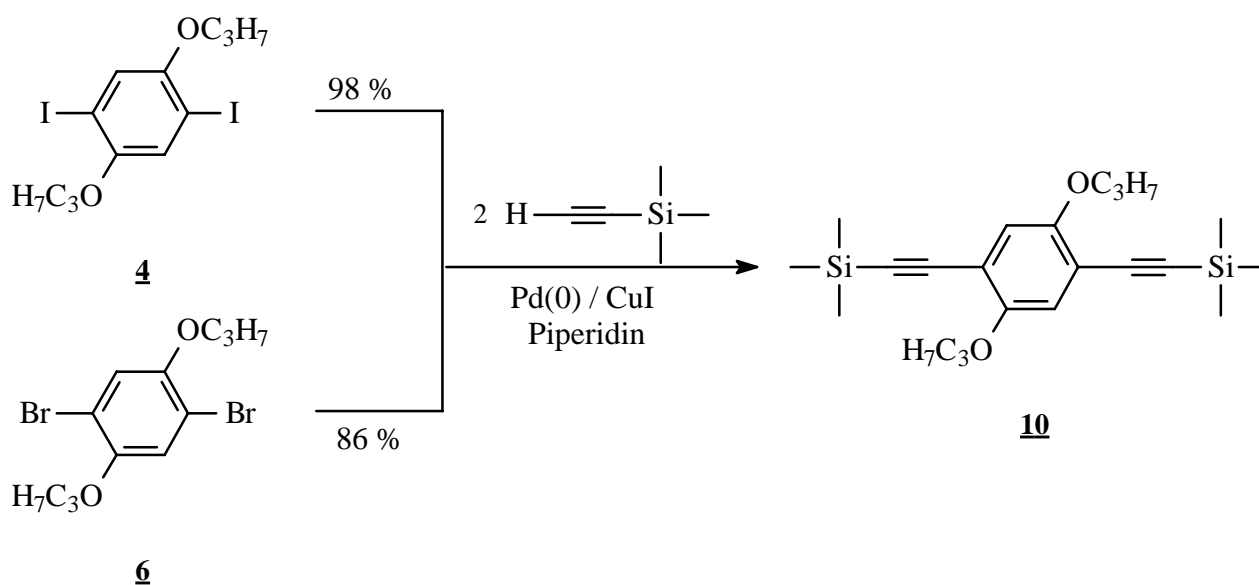 OC₃H₇
98 %
I
I
H₇C₃O
4
2 H
Si
Pd(0) / CuI
Piperidin
OC₃H₇
Si
Si
H₇C₃O
10
OC₃H₇
Br
Br
86 %
H₇C₃O
6